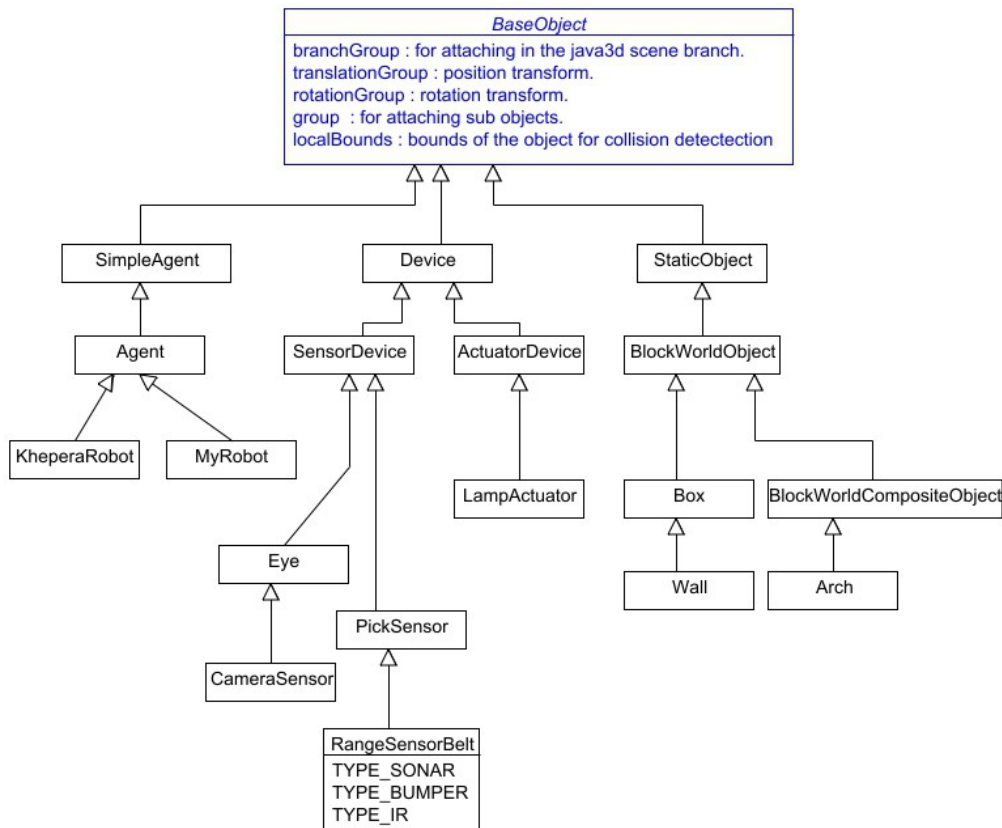 BaseObject
branchGroup : for attaching in the java3d scene branch.
translationGroup : position transform.
rotationGroup : rotation transform.
group : for attaching sub objects.
localBounds : bounds of the object for collision detectection
SimpleAgent
Device
StaticObject
Agent
SensorDevice
ActuatorDevice
BlockWorldObject
KheperaRobot
MyRobot
LampActuator
Box
BlockWorldCompositeObject
Eye
Wall
Arch
PickSensor
CameraSensor
RangeSensorBelt
TYPE_SONAR
TYPE_BUMPER
TYPE_IR